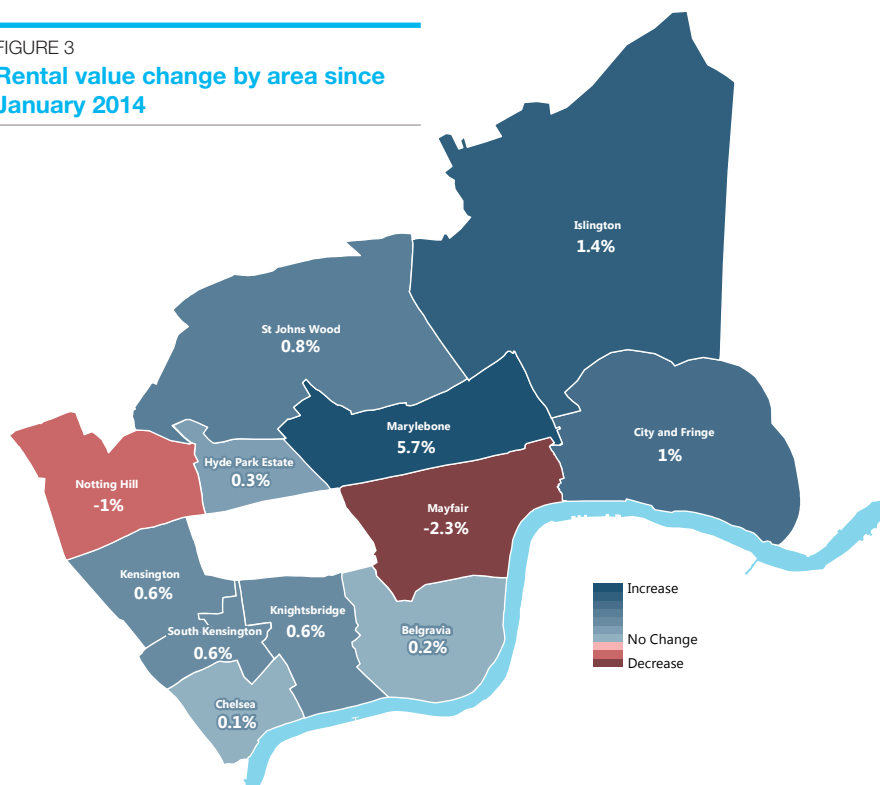 FIGURE 3
Rental value change by area since
January 2014
Islington
1.4%
St Johns Wood
0.8%
Marylebone
5.7%
City and Fringe
1%
Hyde Park Estate
0.3%
Notting Hill
-1%
Mayfair
-2.3%
Kensington
0.6%
Knightsbridge
0.6%
South Kensington
0.6%
Belgravia
0.2%
Chelsea
0.1%
Increase
No Change
Decrease